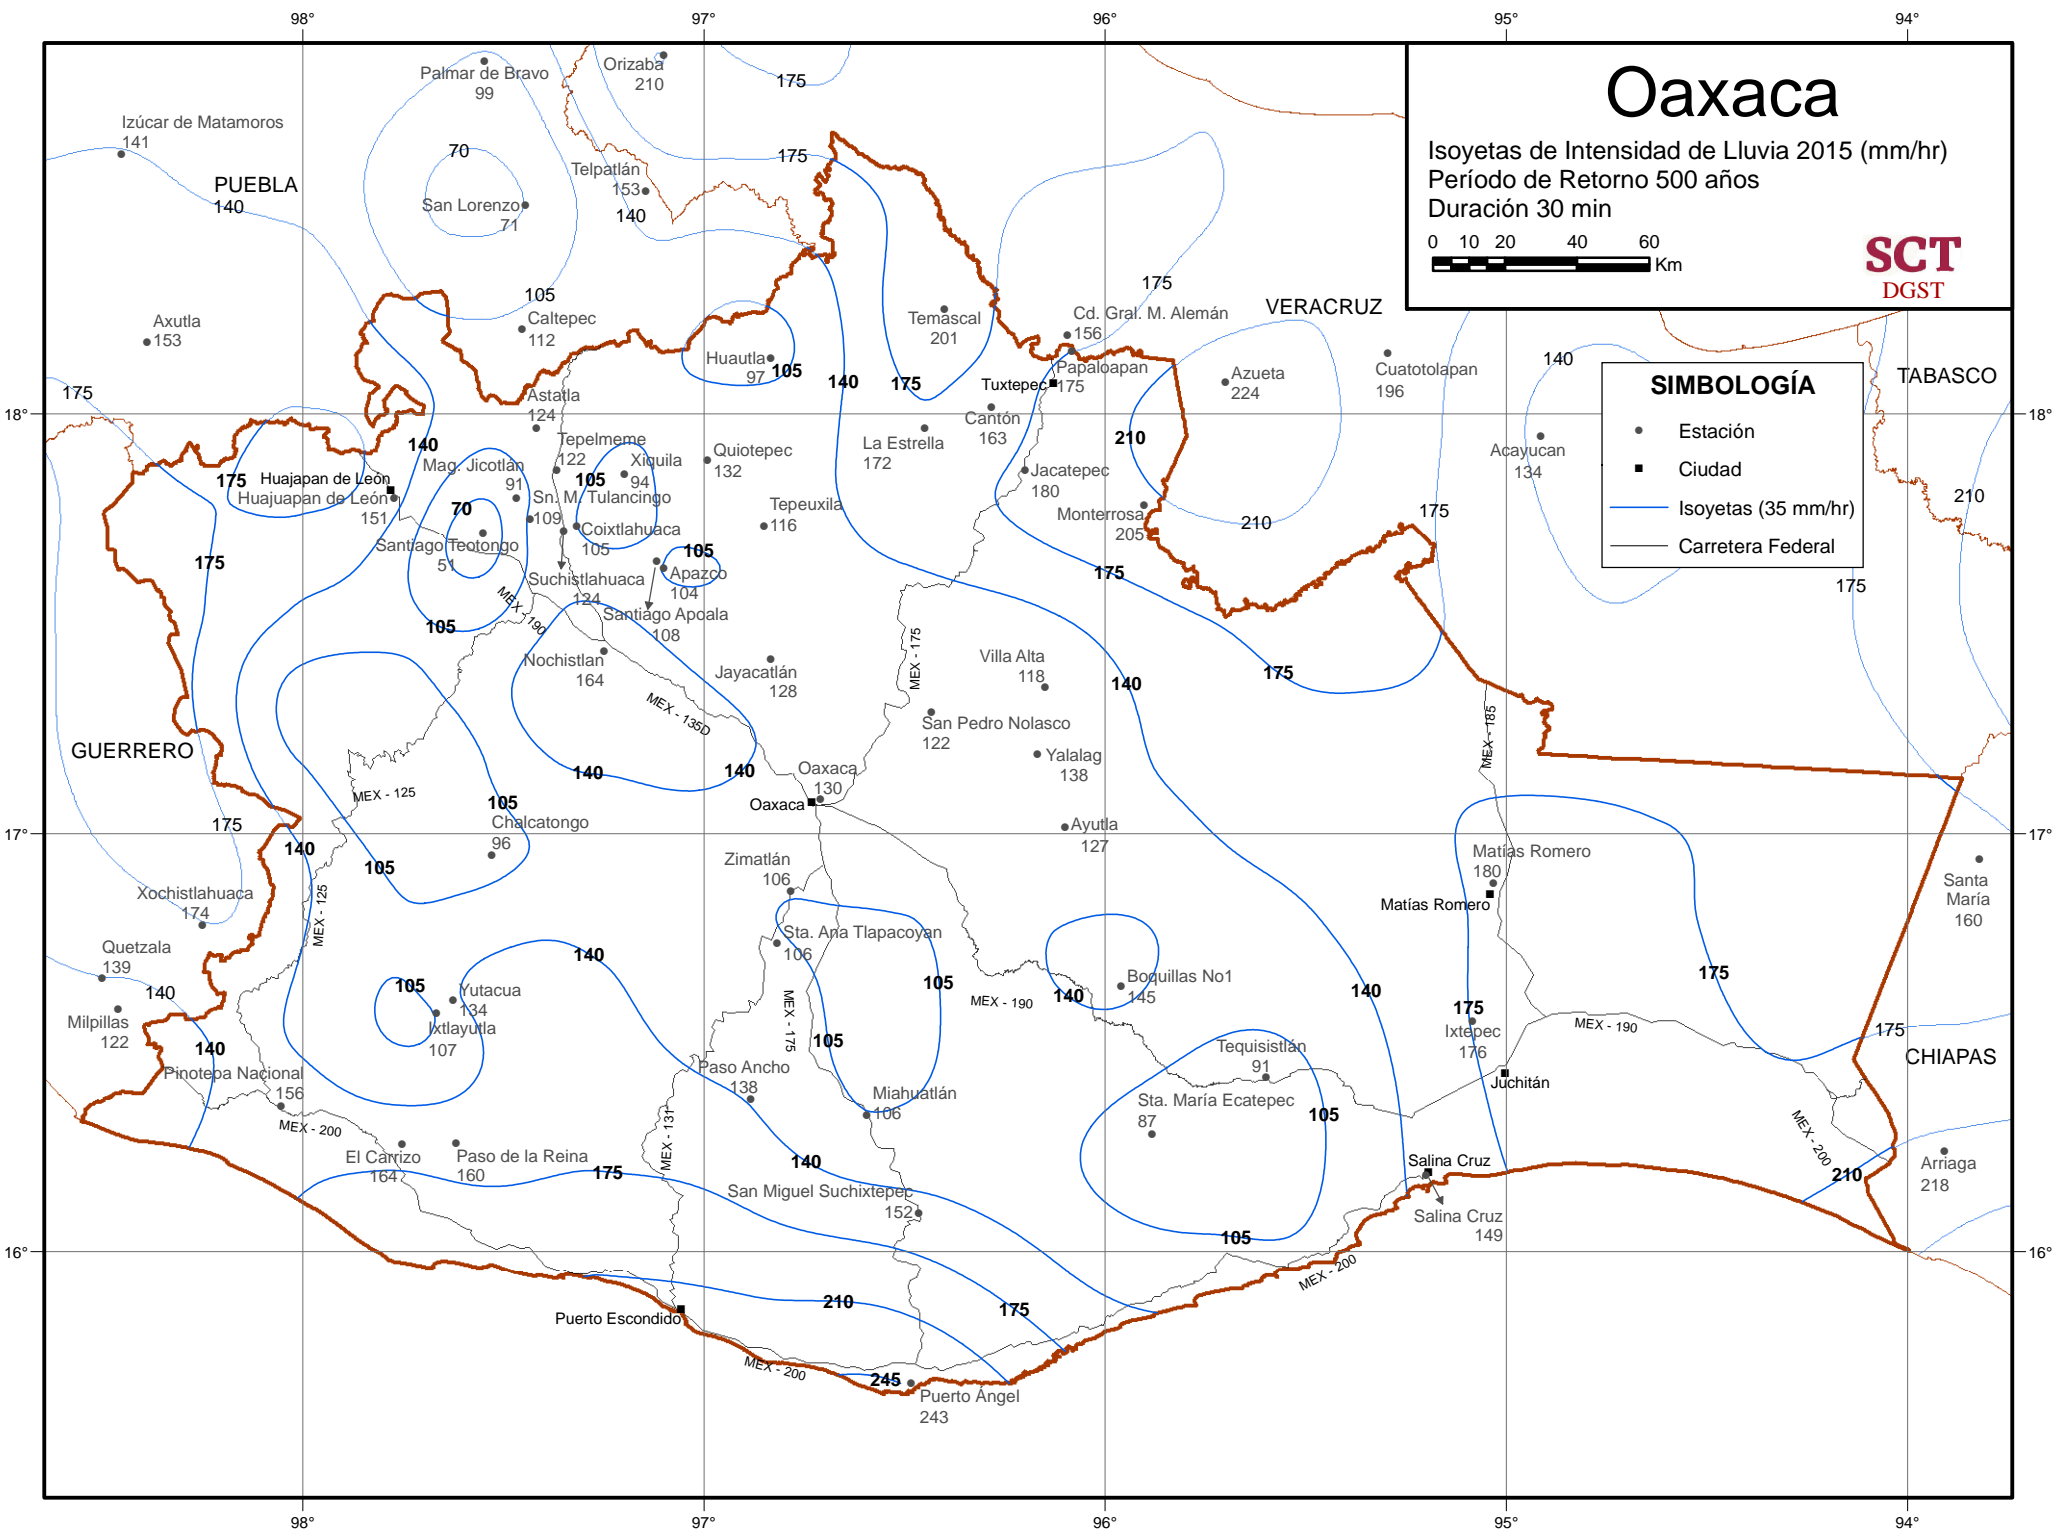 98°
97°
96°
95°
94°
Oaxaca
Isoyetas de Intensidad de Lluvia 2015 (mm/hr)
Período de Retorno 500 años
Duración 30 min
0 10 20 40 60
Km
SCT
DGST
SIMBOLOGÍA
Estación
Ciudad
Isoyetas (35 mm/hr)
Carretera Federal
Palmar de Bravo
99
Orizaba
210
175
Izúcar de Matamoros
141
70
175
Telpatlán
153
PUEBLA
140
San Lorenzo
71
140
105
175
VERACRUZ
Axutla
153
Caltepec
112
Temascal
201
Cd. Gral. M. Alemán
156
Huautla
97
105
140
175
Papaloapan
175
Tuxtepec
Azueta
224
Cuatotolapan
196
140
TABASCO
175
Astatla
124
Cantón
163
18°
18°
140
Tepelmeme
122
Quiotepec
132
La Estrella
172
210
Acayucan
134
Mag. Jicotlán
91
Xiquila
94
105
Huajapan de León
Huajuapan de León
151
175
Jacatepec
180
210
70
Sn. M. Tulancingo
109
Tepeuxila
116
Monterrosa
205
210
175
Coixtlahuaca
105
Santiago Teotongo
51
175
105
Apazco
104
175
175
Suchistlahuaca
124
MEX - 190
Santiago Apoala
108
105
Nochistlan
164
Jayacatlán
128
MEX - 175
Villa Alta
118
140
175
MEX - 135D
San Pedro Nolasco
122
MEX - 185
GUERRERO
Yalalag
138
140
140
Oaxaca
130
Oaxaca
MEX - 125
105
Chalcatongo
96
175
Ayutla
127
17°
17°
140
105
Zimatlán
106
Matías Romero
180
Matías Romero
Santa
María
160
Xochistlahuaca
174
MEX - 125
Quetzala
139
Sta. Ana Tlapacoyan
106
140
105
Boquillas No1
145
140
MEX - 190
140
175
140
105
Yutacua
134
Ixtlayutla
107
Milpillas
122
MEX - 175
105
175
Ixtepec
176
MEX - 190
175
CHIAPAS
140
Pinotepa Nacional
156
Paso Ancho
138
Tequisistlán
91
Juchitán
Miahuatlán
106
Sta. María Ecatepec
87
105
MEX - 200
MEX - 131
MEX - 200
El Carrizo
164
Paso de la Reina
160
175
140
Salina Cruz
210
Arriaga
218
San Miguel Suchixtepec
152
Salina Cruz
149
105
16°
16°
MEX - 200
210
175
Puerto Escondido
MEX - 200
245
Puerto Ángel
243
98°
97°
96°
95°
94°